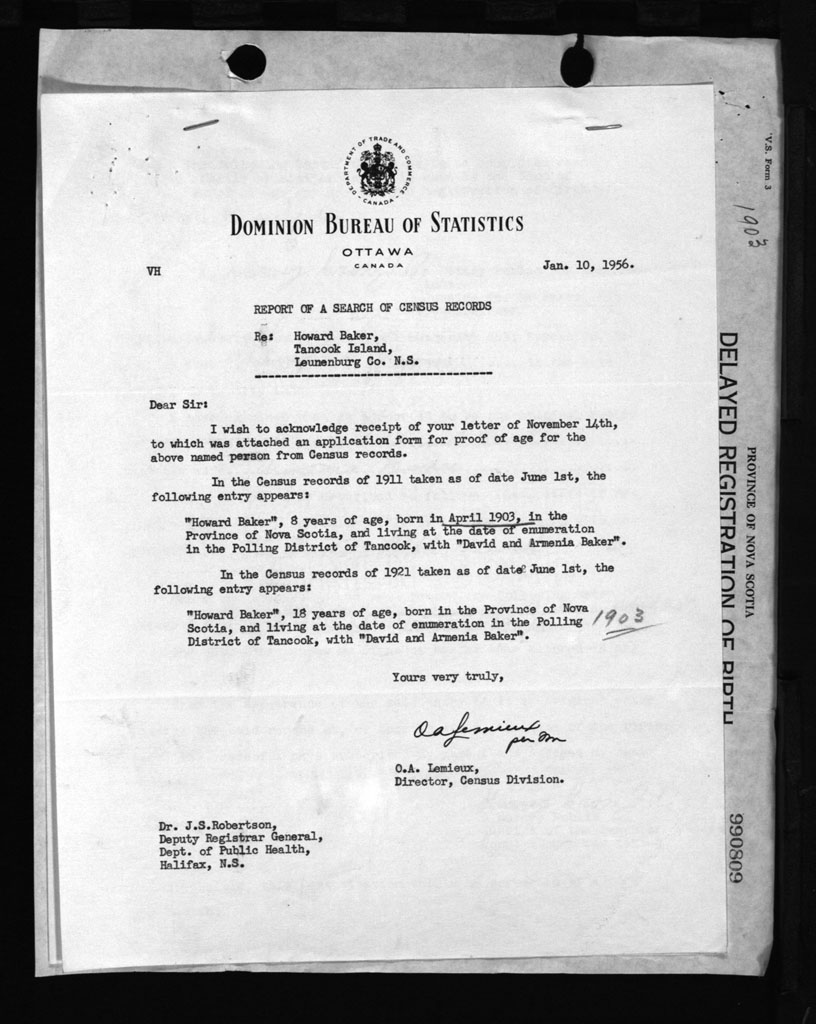 DEPARTMENT OF TRADE AND COMMERCE
CANADA
DOMINION BUREAU OF STATISTICS
OTTAWA
CANADA
VH
Jan. 10, 1956.
REPORT OF A SEARCH OF CENSUS RECORDS
Re: Howard Baker,
Tancook Island,
Leunenburg Co. N.S.
Dear Sir:
I wish to acknowledge receipt of your letter of November 14th,
to which was attached an application form for proof of age for the
above named person from Census records.
In the Census records of 1911 taken as of date June 1st, the
following entry appears:
"Howard Baker", 8 years of age, born in April 1903, in the
Province of Nova Scotia, and living at the date of enumeration
in the Polling District of Tancook, with "David and Armenia Baker".
In the Census records of 1921 taken as of date June 1st, the
following entry appears:
"Howard Baker", 18 years of age, born in the Province of Nova
Scotia, and living at the date of enumeration in the Polling
District of Tancook, with "David and Armenia Baker".
1903
Yours very truly,
O A Lemieux
per
O.A. Lemieux,
Director, Census Division.
Dr. J.S.Robertson,
Deputy Registrar General,
Dept. of Public Health,
Halifax, N.S.
V.S. Form 3
1903
PROVINCE OF NOVA SCOTIA
DELAYED REGISTRATION OF BIRTH
990809